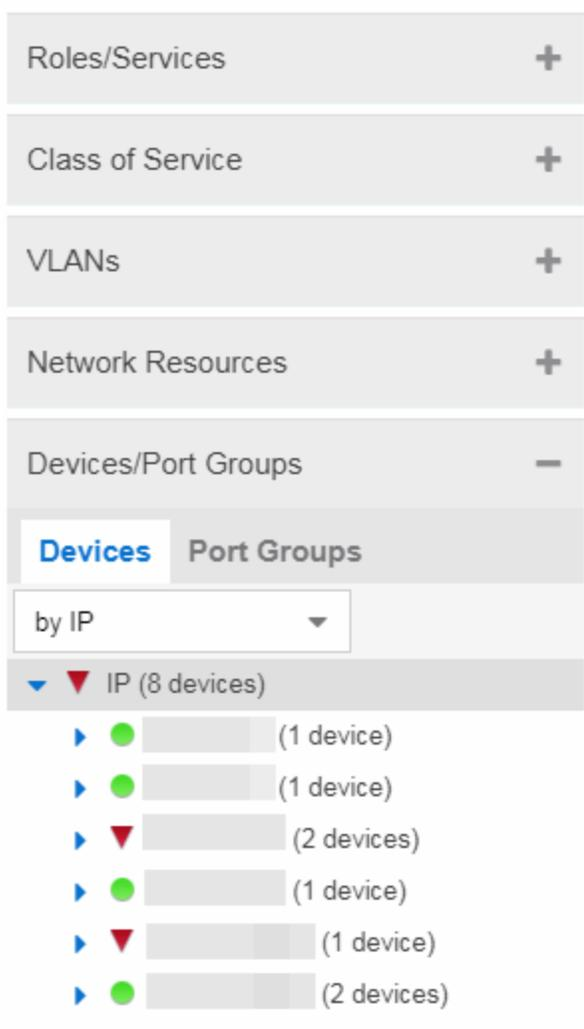 Roles/Services
Class of Service
VLANs
Network Resources
Devices/Port Groups
Devices Port Groups
by IP
IP (8 devices)
(1 device)
(1 device)
(2 devices)
(1 device)
(1 device)
(2 devices)